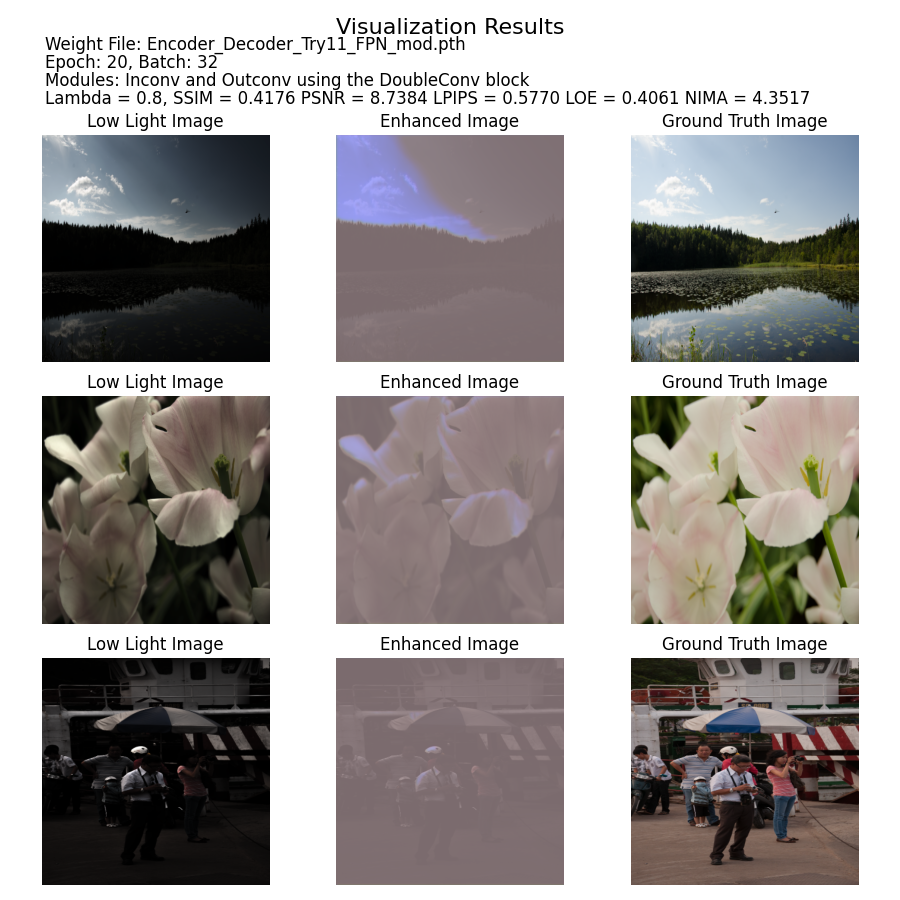 Visualization Results
Weight File: Encoder_Decoder_Try11_FPN_mod.pth
Epoch: 20, Batch: 32
Modules: Inconv and Outconv using the DoubleConv block
Lambda = 0.8, SSIM = 0.4176 PSNR = 8.7384 LPIPS = 0.5770 LOE = 0.4061 NIMA = 4.3517
Low Light Image Enhanced Image Ground Truth Image
Low Light Image Enhanced Image Ground Truth Image
Low Light Image Enhanced Image Ground Truth Image